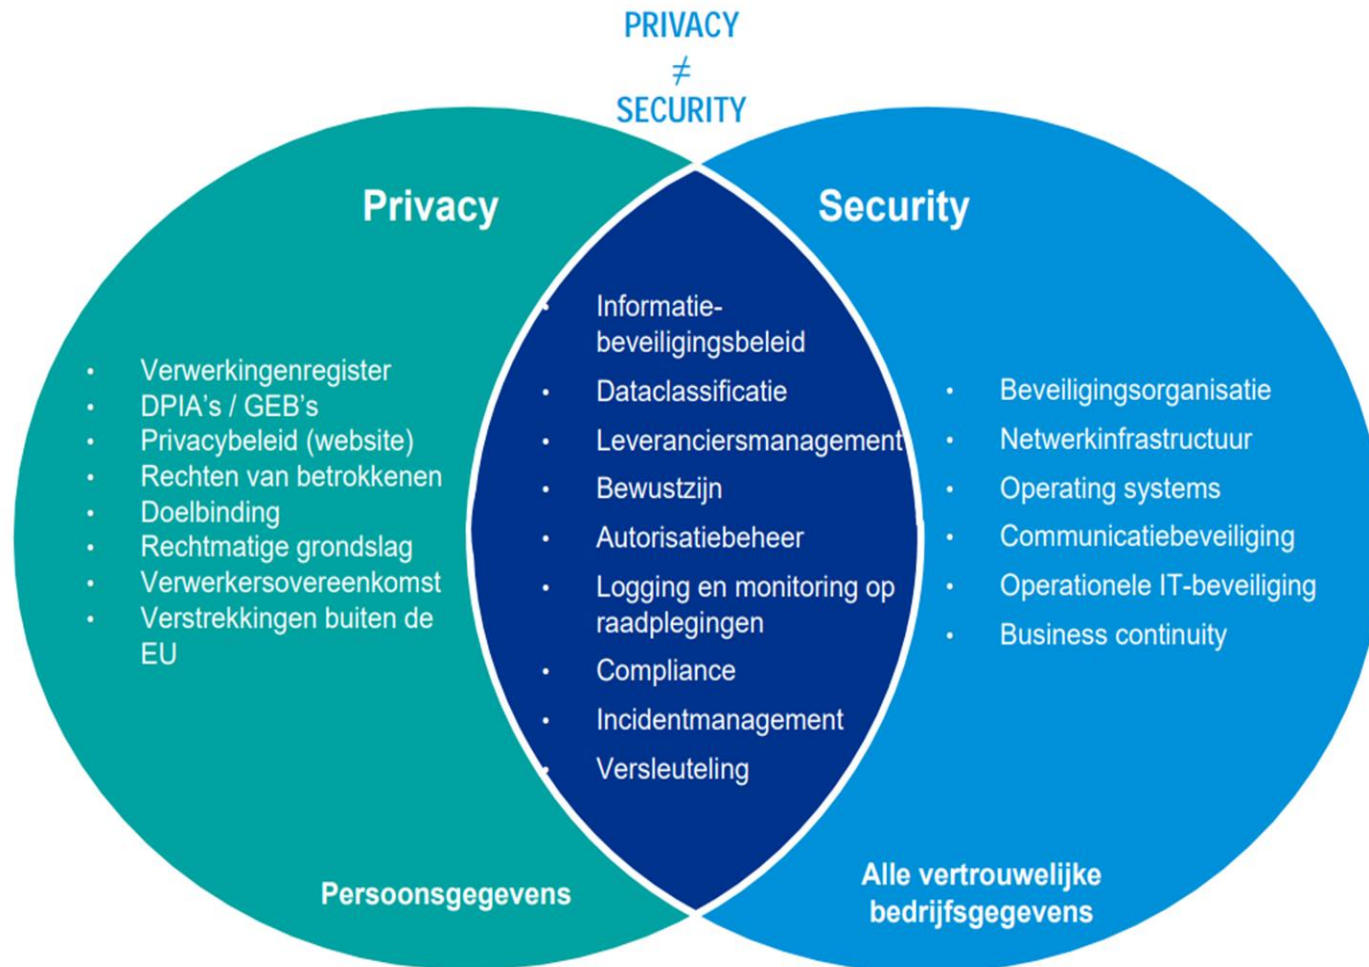 PRIVACY
≠
SECURITY
Privacy
• Verwerkingenregister
• DPIA's / GEB's
• Privacybeleid (website)
• Rechten van betrokkenen
• Doelbinding
• Rechtmatige grondslag
• Verwerkersovereenkomst
• Verstrekkingen buiten de
EU
Persoonsgegevens
• Informatie-
beveiligingsbeleid
• Dataclassificatie
• Leveranciersmanagement
• Bewustzijn
• Autorisatiebeheer
• Logging en monitoring op
raadplegingen
• Compliance
• Incidentmanagement
• Versleuteling
Security
• Beveiligingsorganisatie
• Netwerkinfrastructuur
• Operating systems
• Communicatiebeveiliging
• Operationele IT-beveiliging
• Business continuity
Alle vertrouwelijke
bedrijfsgegevens